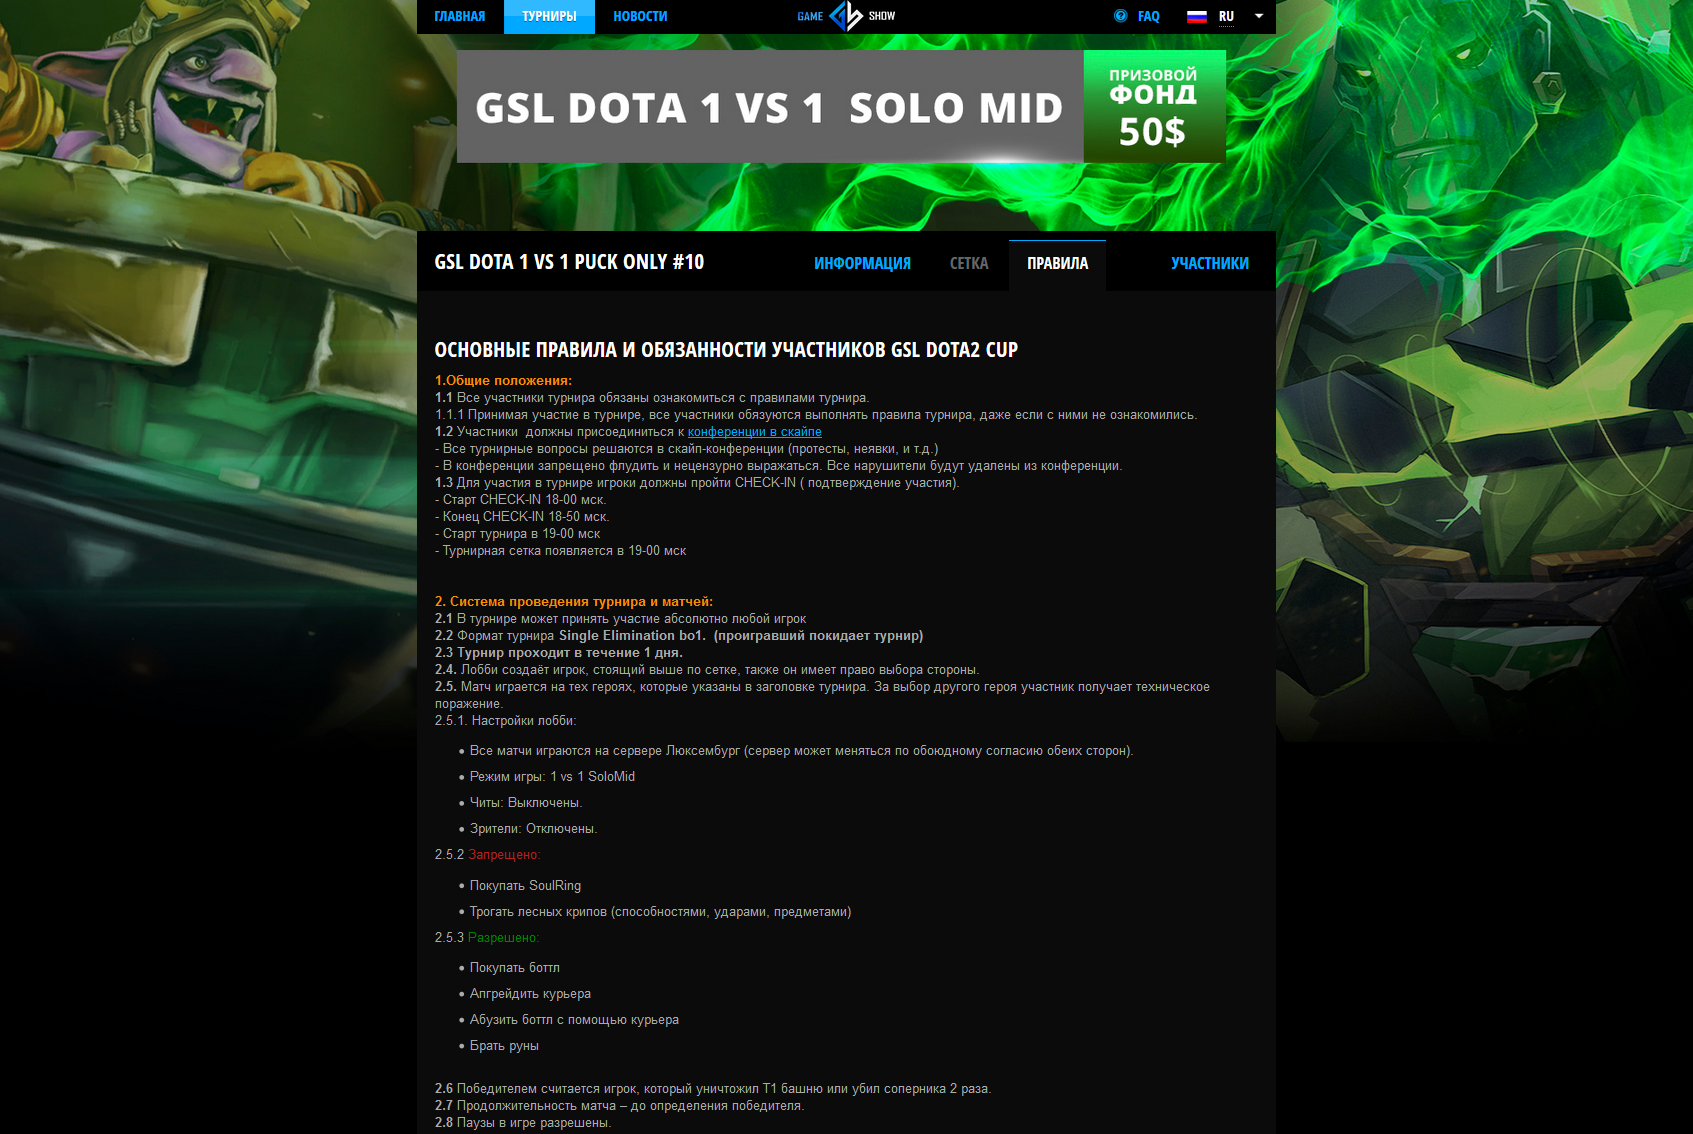 ГЛАВНАЯ ТУРНИРЫ НОВОСТИ GAME SHOW FAQ RU
GSL DOTA 1 VS 1 SOLO MID
ПРИЗОВОЙ
ФОНД
50$
GSL DOTA 1 VS 1 PUCK ONLY #10 ИНФОРМАЦИЯ СЕТКА ПРАВИЛА УЧАСТНИКИ
ОСНОВНЫЕ ПРАВИЛА И ОБЯЗАННОСТИ УЧАСТНИКОВ GSL DOTA2 CUP
1.Общие положения:
1.1 Все участники турнира обязаны ознакомиться с правилами турнира.
1.1.1 Принимая участие в турнире, все участники обязуются выполнять правила турнира, даже если с ними не ознакомились.
1.2 Участники должны присоединиться к конференции в скайпе
- Все турнирные вопросы решаются в скайп-конференции (протесты, неявки, и т.д.)
- В конференции запрещено флудить и нецензурно выражаться. Все нарушители будут удалены из конференции.
1.3 Для участия в турнире игроки должны пройти CHECK-IN ( подтверждение участия).
- Старт CHECK-IN 18-00 мск.
- Конец CHECK-IN 18-50 мск.
- Старт турнира в 19-00 мск
- Турнирная сетка появляется в 19-00 мск
2. Система проведения турнира и матчей:
2.1 В турнире может принять участие абсолютно любой игрок
2.2 Формат турнира Single Elimination bo1. (проигравший покидает турнир)
2.3 Турнир проходит в течение 1 дня.
2.4. Лобби создаёт игрок, стоящий выше по сетке, также он имеет право выбора стороны.
2.5. Матч играется на тех героях, которые указаны в заголовке турнира. За выбор другого героя участник получает техническое
поражение.
2.5.1. Настройки лобби:
• Все матчи играются на сервере Люксембург (сервер может меняться по обоюдному согласию обеих сторон).
• Режим игры: 1 vs 1 SoloMid
• Читы: Выключены.
• Зрители: Отключены.
2.5.2 Запрещено:
• Покупать SoulRing
• Трогать лесных крипов (способностями, ударами, предметами)
2.5.3 Разрешено:
• Покупать боттл
• Апгрейдить курьера
• Абузить боттл с помощью курьера
• Брать руны
2.6 Победителем считается игрок, который уничтожил Т1 башню или убил соперника 2 раза.
2.7 Продолжительность матча – до определения победителя.
2.8 Паузы в игре разрешены.